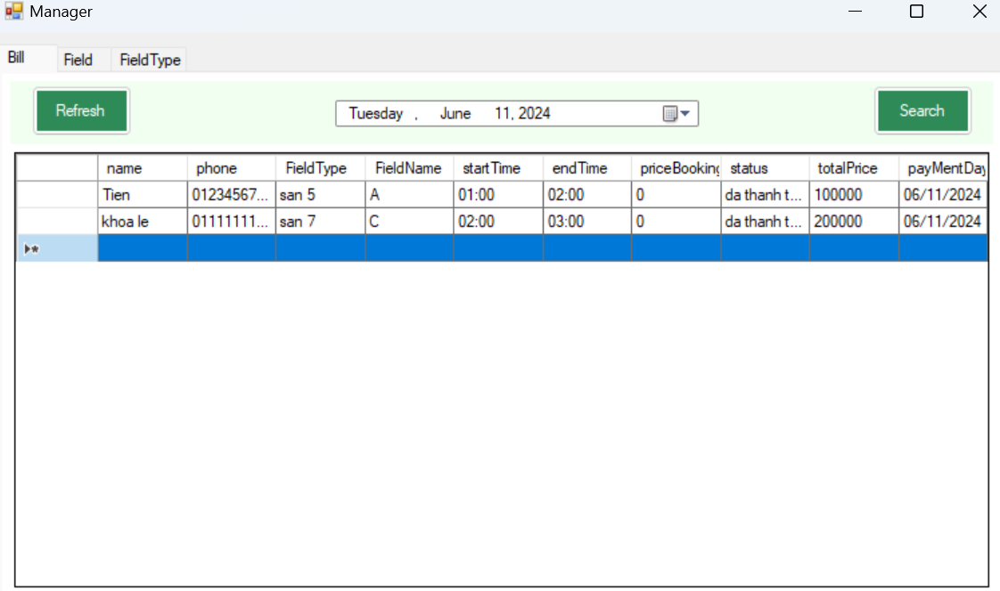 Manager
Bill Field FieldType
Refresh Tuesday , June 11, 2024 Search
name phone FieldType FieldName startTime endTime priceBooking status totalPrice payMentDay
Tien 01234567... san 5 A 01:00 02:00 0 da thanh t... 100000 06/11/2024
khoa le 01111111... san 7 C 02:00 03:00 0 da thanh t... 200000 06/11/2024